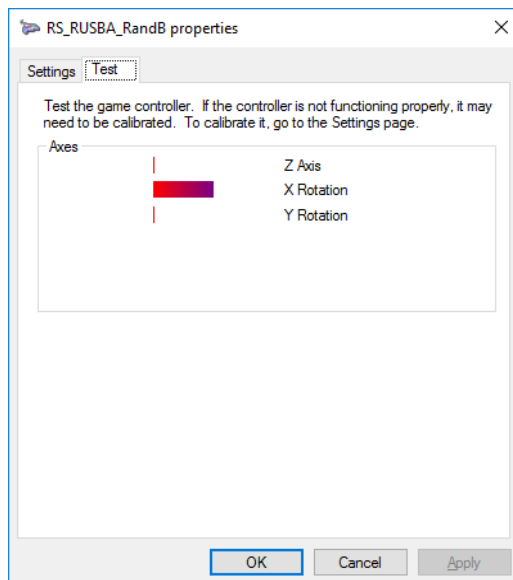 RS_RUSBA_RandB properties
Settings Test
Test the game controller. If the controller is not functioning properly, it may
need to be calibrated. To calibrate it, go to the Settings page.
Axes
Z Axis
X Rotation
Y Rotation
OK Cancel Apply